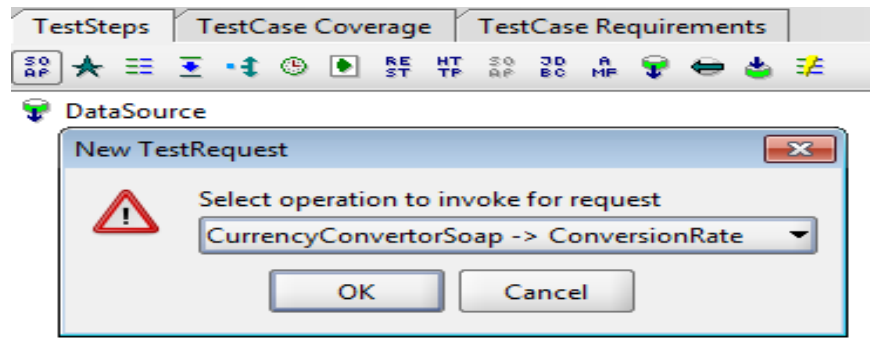 TestSteps TestCase Coverage TestCase Requirements
SO AP RE ST HT TP SO AP JD BC A MF
DataSource
New TestRequest
Select operation to invoke for request
CurrencyConvertorSoap -> ConversionRate
OK Cancel